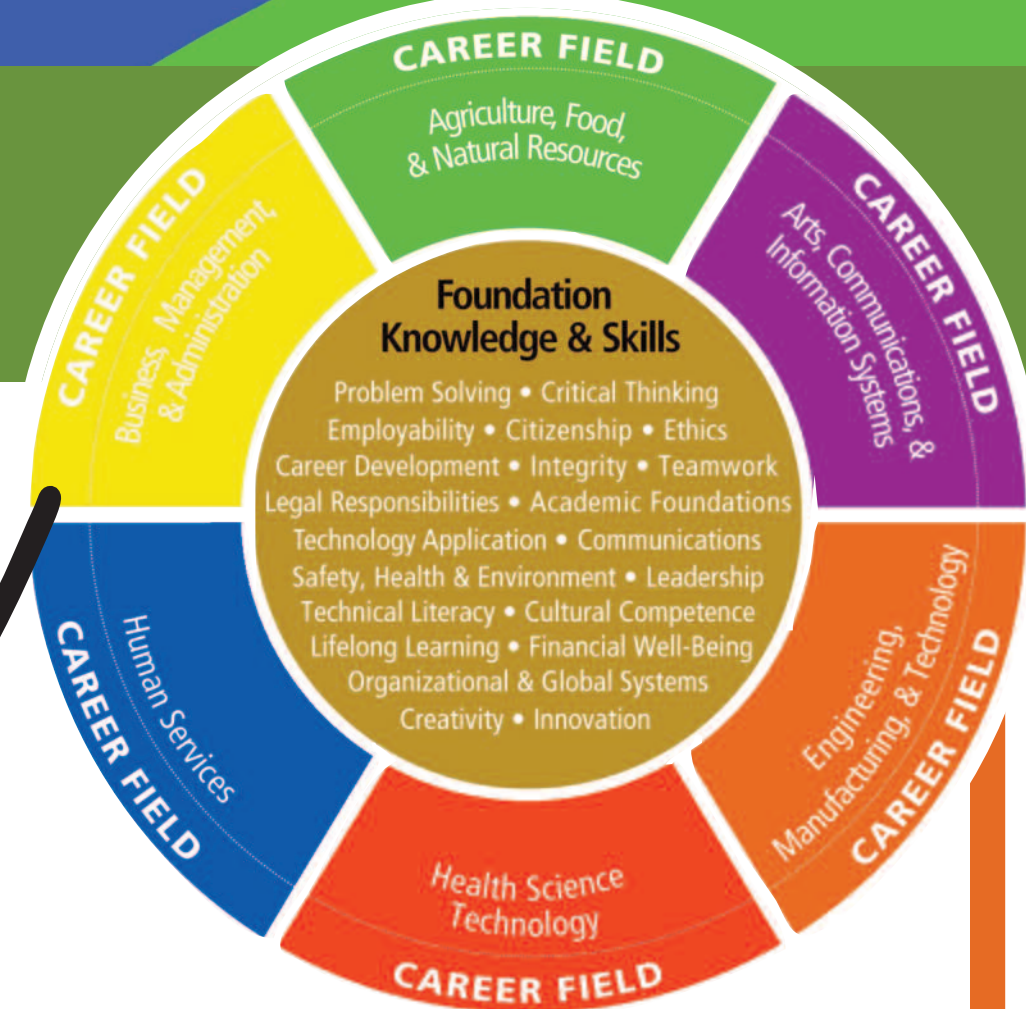 CAREER FIELD
Agriculture, Food,
& Natural Resources
CAREER FIELD
Arts, Communications, &
Information Systems
CAREER FIELD
Engineering,
Manufacturing, & Technology
CAREER FIELD
Health Science
Technology
CAREER FIELD
Human Services
CAREER FIELD
Business, Management,
& Administration
Foundation
Knowledge & Skills
Problem Solving • Critical Thinking
Employability • Citizenship • Ethics
Career Development • Integrity • Teamwork
Legal Responsibilities • Academic Foundations
Technology Application • Communications
Safety, Health & Environment • Leadership
Technical Literacy • Cultural Competence
Lifelong Learning • Financial Well-Being
Organizational & Global Systems
Creativity • Innovation